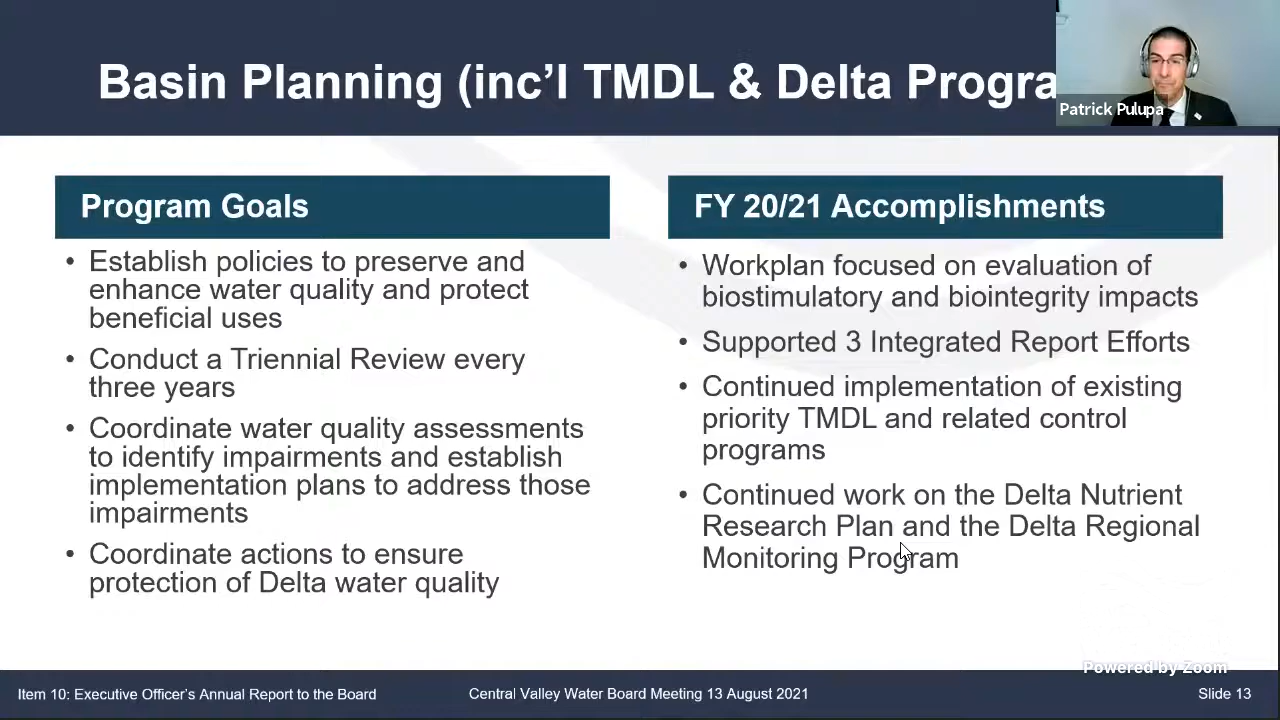 Basin Planning (inc’l TMDL & Delta Progra
Patrick Pulupa
Program Goals
• Establish policies to preserve and
enhance water quality and protect
beneficial uses
• Conduct a Triennial Review every
three years
• Coordinate water quality assessments
to identify impairments and establish
implementation plans to address those
impairments
• Coordinate actions to ensure
protection of Delta water quality
FY 20/21 Accomplishments
• Workplan focused on evaluation of
biostimulatory and biointegrity impacts
• Supported 3 Integrated Report Efforts
• Continued implementation of existing
priority TMDL and related control
programs
• Continued work on the Delta Nutrient
Research Plan and the Delta Regional
Monitoring Program
Powered by Zoom
Item 10: Executive Officer’s Annual Report to the Board
Central Valley Water Board Meeting 13 August 2021
Slide 13